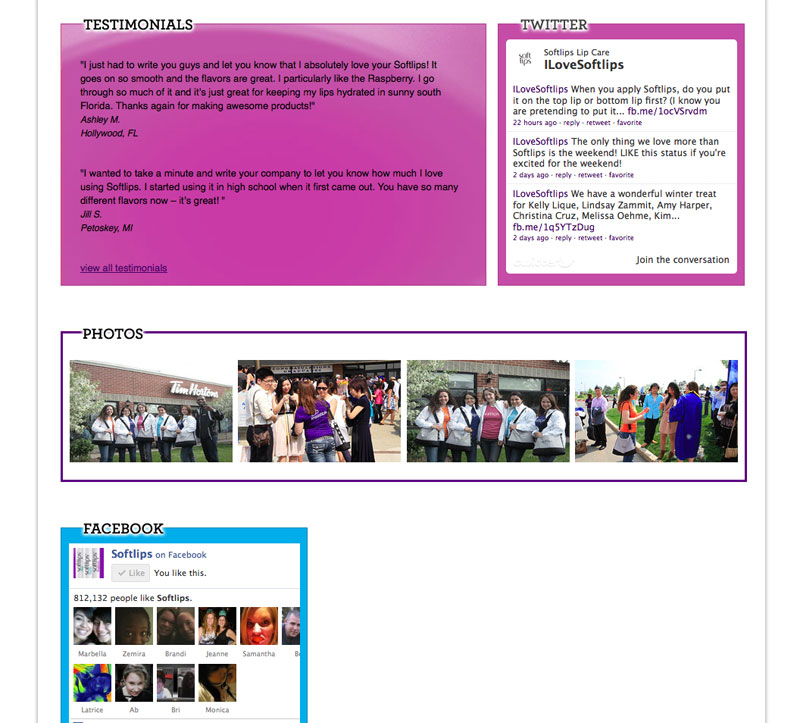 TESTIMONIALS
"I just had to write you guys and let you know that I absolutely love your Softlips! It
goes on so smooth and the flavors are great. I particularly like the Raspberry. I go
through so much of it and it's just great for keeping my lips hydrated in sunny south
Florida. Thanks again for making awesome products!"
Ashley M.
Hollywood, FL
"I wanted to take a minute and write your company to let you know how much I love
using Softlips. I started using it in high school when it first came out. You have so many
different flavors now – it's great! "
Jill S.
Petoskey, MI
view all testimonials
TWITTER
soft
lips
Softlips Lip Care
ILoveSoftlips
ILoveSoftlips When you apply Softlips, do you put
it on the top lip or bottom lip first? (I know you
are pretending to put it... fb.me/1ocVSrvdm
22 hours ago · reply · retweet · favorite
ILoveSoftlips The only thing we love more than
Softlips is the weekend! LIKE this status if you're
excited for the weekend!
2 days ago · reply · retweet · favorite
ILoveSoftlips We have a wonderful winter treat
for Kelly Lique, Lindsay Zammit, Amy Harper,
Christina Cruz, Melissa Oehme, Kim...
fb.me/1q5YTzDug
2 days ago · reply · retweet · favorite
twitter
Join the conversation
PHOTOS
Tim Hortons
FACEBOOK
Softlips on Facebook
Like You like this.
812,132 people like Softlips.
Marbella Zemira Brandi Jeanne Samantha
Latrice Ab Bri Monica